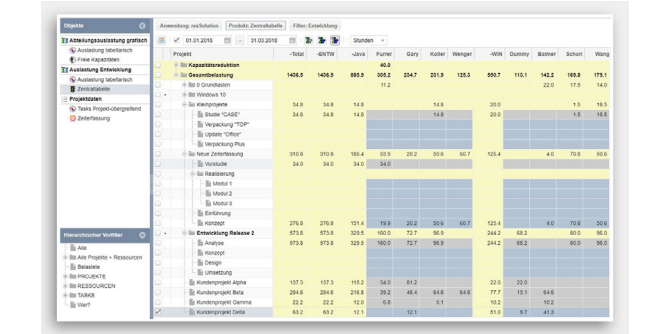 Objekte
Abteilungsauslastung grafisch
Auslastung tabellarisch
Freie Kapazitäten
Auslastung Entwicklung
Auslastung tabellarisch
Zentraltabelle
Projektdaten
Tasks Projekt-übergreifend
Zeiterfassung
Hierarchischer Vorfilter
Alle
Alle Projekte + Ressourcen
Belastete
PROJEKTE
RESSOURCEN
TASKS
Wer?
Anwendung: resSolution Produkt: Zentraltabelle Filter: Entwicklung
01.01.2018 - 31.03.2018 Stunden
Projekt -Total -ENTW -Java Furrer Gary Koller Wenger -WIN Dummy Balmer Schon Wang
Kapazitätsreduktion 40.0
Gesamtbelastung 1436.5 1436.5 885.9 305.2 234.7 231.9 125.3 550.7 113.1 142.2 169.8 179.1
0 Grundlasten 11.2 22.0 17.5 14.0
Windows 10
Kleinprojekte 34.8 34.8 14.8 14.8 20.0 1.5 18.5
Studie "CASE" 34.8 34.8 14.8 14.8 20.0 1.5 18.5
Verpackung "TOP"
Update "Office"
Verpackung Plus
Neue Zeiterfassung 310.8 310.8 185.4 53.9 20.2 50.6 60.7 125.4 4.0 70.8 50.6
Vorstudie 34.0 34.0 34.0 34.0
Realisierung
Modul 1
Modul 2
Modul 3
Einführung
Konzept 276.8 276.8 151.4 19.9 20.2 50.6 60.7 125.4 4.0 70.8 50.6
Entwicklung Release 2 573.8 573.8 329.5 160.0 72.7 96.9 244.2 68.2 80.0 96.0
Analyse 573.8 573.8 329.5 160.0 72.7 96.9 244.2 68.2 80.0 96.0
Konzept
Design
Umsetzung
Kundenprojekt Alpha 137.3 137.3 115.2 34.0 81.2 22.0 22.0
Kundenprojekt Beta 294.6 294.6 216.8 39.2 48.4 64.6 64.6 77.7 13.1 64.6
Kundenprojekt Gamma 22.2 22.2 12.0 6.8 5.1 10.2 10.2
Kundenprojekt Delta 63.2 63.2 12.1 12.1 51.0 9.7 41.3